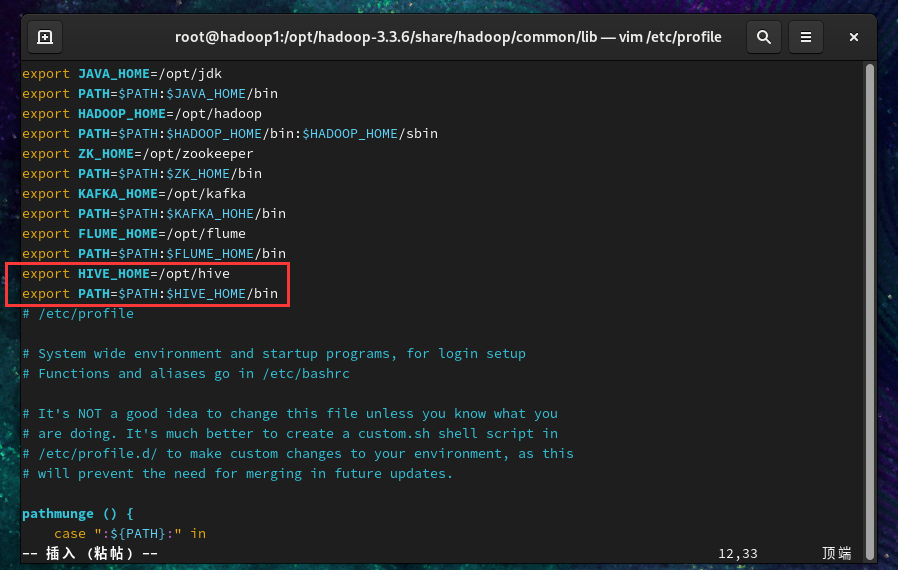 root@hadoop1:/opt/hadoop-3.3.6/share/hadoop/common/lib — vim /etc/profile
export JAVA_HOME=/opt/jdk
export PATH=$PATH:$JAVA_HOME/bin
export HADOOP_HOME=/opt/hadoop
export PATH=$PATH:$HADOOP_HOME/bin:$HADOOP_HOME/sbin
export ZK_HOME=/opt/zookeeper
export PATH=$PATH:$ZK_HOME/bin
export KAFKA_HOME=/opt/kafka
export PATH=$PATH:$KAFKA_HOHE/bin
export FLUME_HOME=/opt/flume
export PATH=$PATH:$FLUME_HOME/bin
export HIVE_HOME=/opt/hive
export PATH=$PATH:$HIVE_HOME/bin
# /etc/profile
# System wide environment and startup programs, for login setup
# Functions and aliases go in /etc/bashrc
# It's NOT a good idea to change this file unless you know what you
# are doing. It's much better to create a custom.sh shell script in
# /etc/profile.d/ to make custom changes to your environment, as this
# will prevent the need for merging in future updates.
pathmunge () {
    case ":${PATH}:" in
-- 插入 (粘帖) -- 12,33 顶端